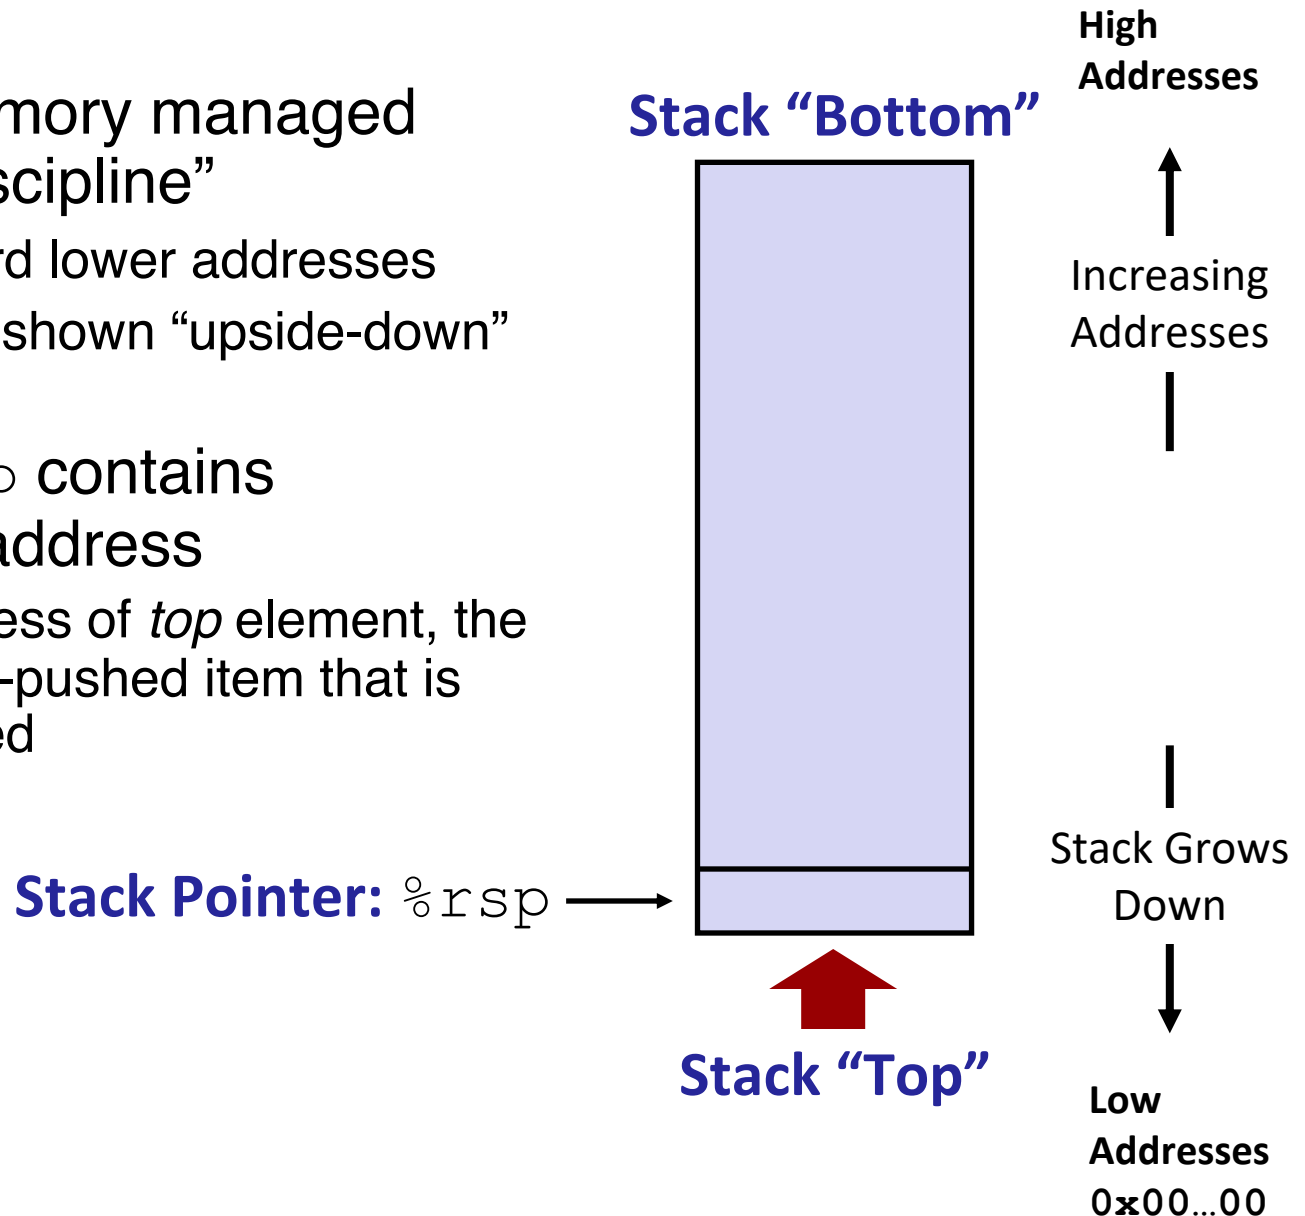 mory managed
scipline”
rd lower addresses
shown “upside-down”
contains
address
ess of top element, the
-pushed item that is
ed
Stack Pointer: %rsp
Stack “Bottom”
Stack “Top”
High
Addresses
Increasing
Addresses
Stack Grows
Down
Low
Addresses
0x00…00